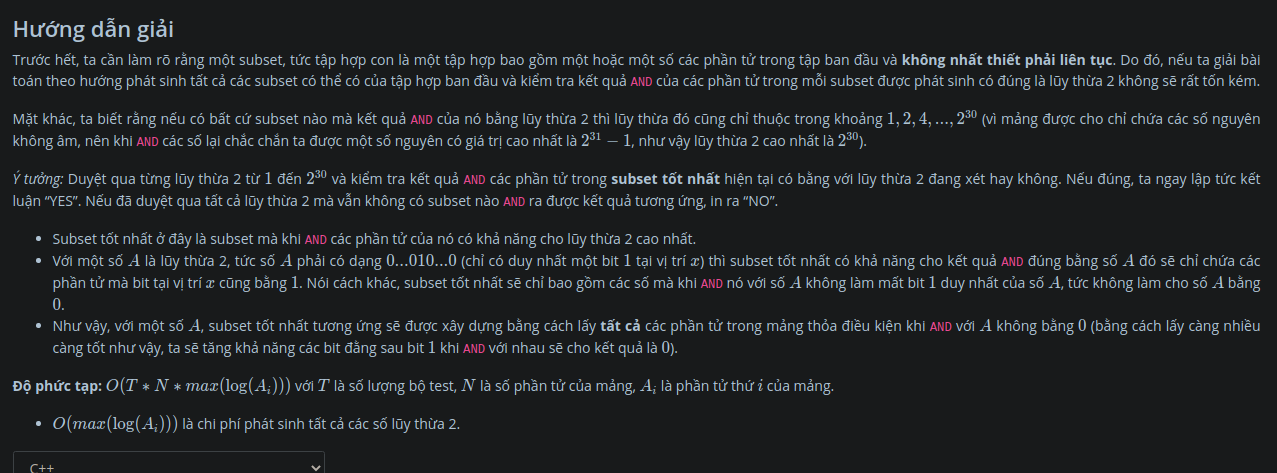 Hướng dẫn giải
Trước hết, ta cần làm rõ rằng một subset, tức tập hợp con là một tập hợp bao gồm một hoặc một số các phần tử trong tập ban đầu và không nhất thiết phải liên tục. Do đó, nếu ta giải bài
toán theo hướng phát sinh tất cả các subset có thể có của tập hợp ban đầu và kiểm tra kết quả AND của các phần tử trong mỗi subset được phát sinh có đúng là lũy thừa 2 không sẽ rất tốn kém.
Mặt khác, ta biết rằng nếu có bất cứ subset nào mà kết quả AND của nó bằng lũy thừa 2 thì lũy thừa đó cũng chỉ thuộc trong khoảng 1, 2, 4, ..., 2^30 (vì mảng được cho chỉ chứa các số nguyên
không âm, nên khi AND các số lại chắc chắn ta được một số nguyên có giá trị cao nhất là 2^31 − 1, như vậy lũy thừa 2 cao nhất là 2^30).
Ý tưởng: Duyệt qua từng lũy thừa 2 từ 1 đến 2^30 và kiểm tra kết quả AND các phần tử trong subset tốt nhất hiện tại có bằng với lũy thừa 2 đang xét hay không. Nếu đúng, ta ngay lập tức kết
luận “YES”. Nếu đã duyệt qua tất cả lũy thừa 2 mà vẫn không có subset nào AND ra được kết quả tương ứng, in ra “NO”.
• Subset tốt nhất ở đây là subset mà khi AND các phần tử của nó có khả năng cho lũy thừa 2 cao nhất.
• Với một số A là lũy thừa 2, tức số A phải có dạng 0...010...0 (chỉ có duy nhất một bit 1 tại vị trí x) thì subset tốt nhất có khả năng cho kết quả AND đúng bằng số A đó sẽ chỉ chứa các
phần tử mà bit tại vị trí x cũng bằng 1. Nói cách khác, subset tốt nhất sẽ chỉ bao gồm các số mà khi AND nó với số A không làm mất bit 1 duy nhất của số A, tức không làm cho số A bằng
0.
• Như vậy, với một số A, subset tốt nhất tương ứng sẽ được xây dựng bằng cách lấy tất cả các phần tử trong mảng thỏa điều kiện khi AND với A không bằng 0 (bằng cách lấy càng nhiều
càng tốt như vậy, ta sẽ tăng khả năng các bit đằng sau bit 1 khi AND với nhau sẽ cho kết quả là 0).
Độ phức tạp: O(T ∗ N ∗ max(log(A_i))) với T là số lượng bộ test, N là số phần tử của mảng, A_i là phần tử thứ i của mảng.
• O(max(log(A_i))) là chi phí phát sinh tất cả các số lũy thừa 2.
C++